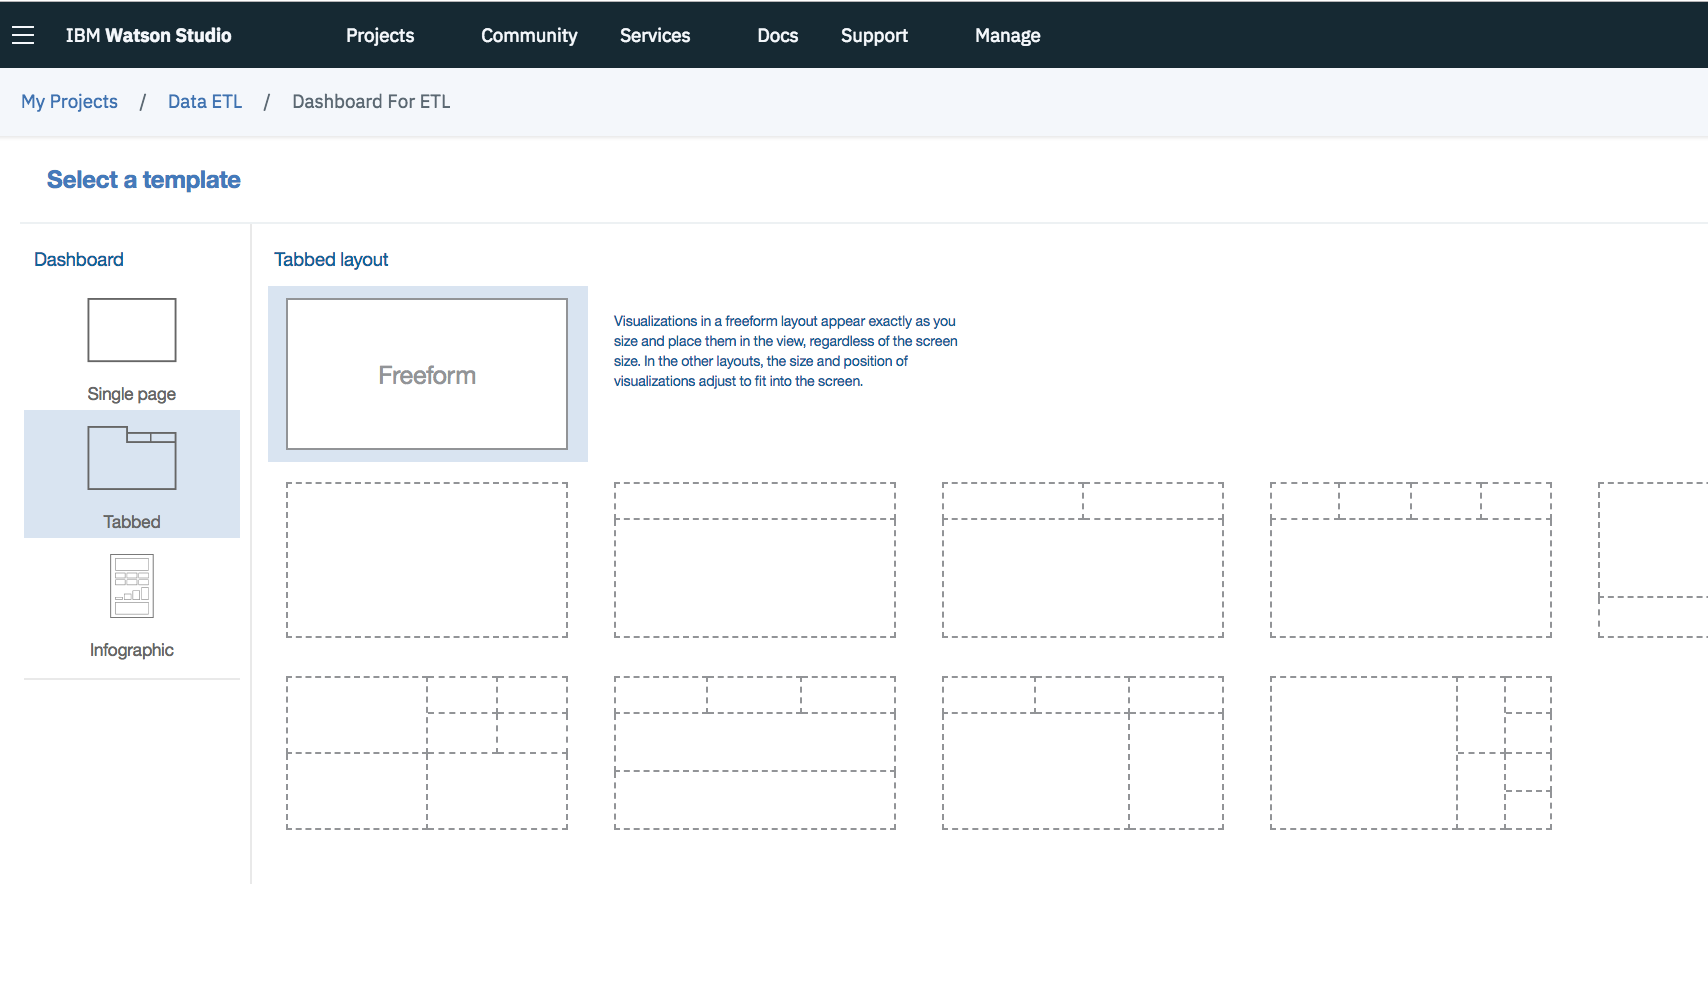 IBM Watson Studio Projects Community Services Docs Support Manage
My Projects / Data ETL / Dashboard For ETL
Select a template
Dashboard
Single page
Tabbed
Infographic
Tabbed layout
Freeform
Visualizations in a freeform layout appear exactly as you
size and place them in the view, regardless of the screen
size. In the other layouts, the size and position of
visualizations adjust to fit into the screen.